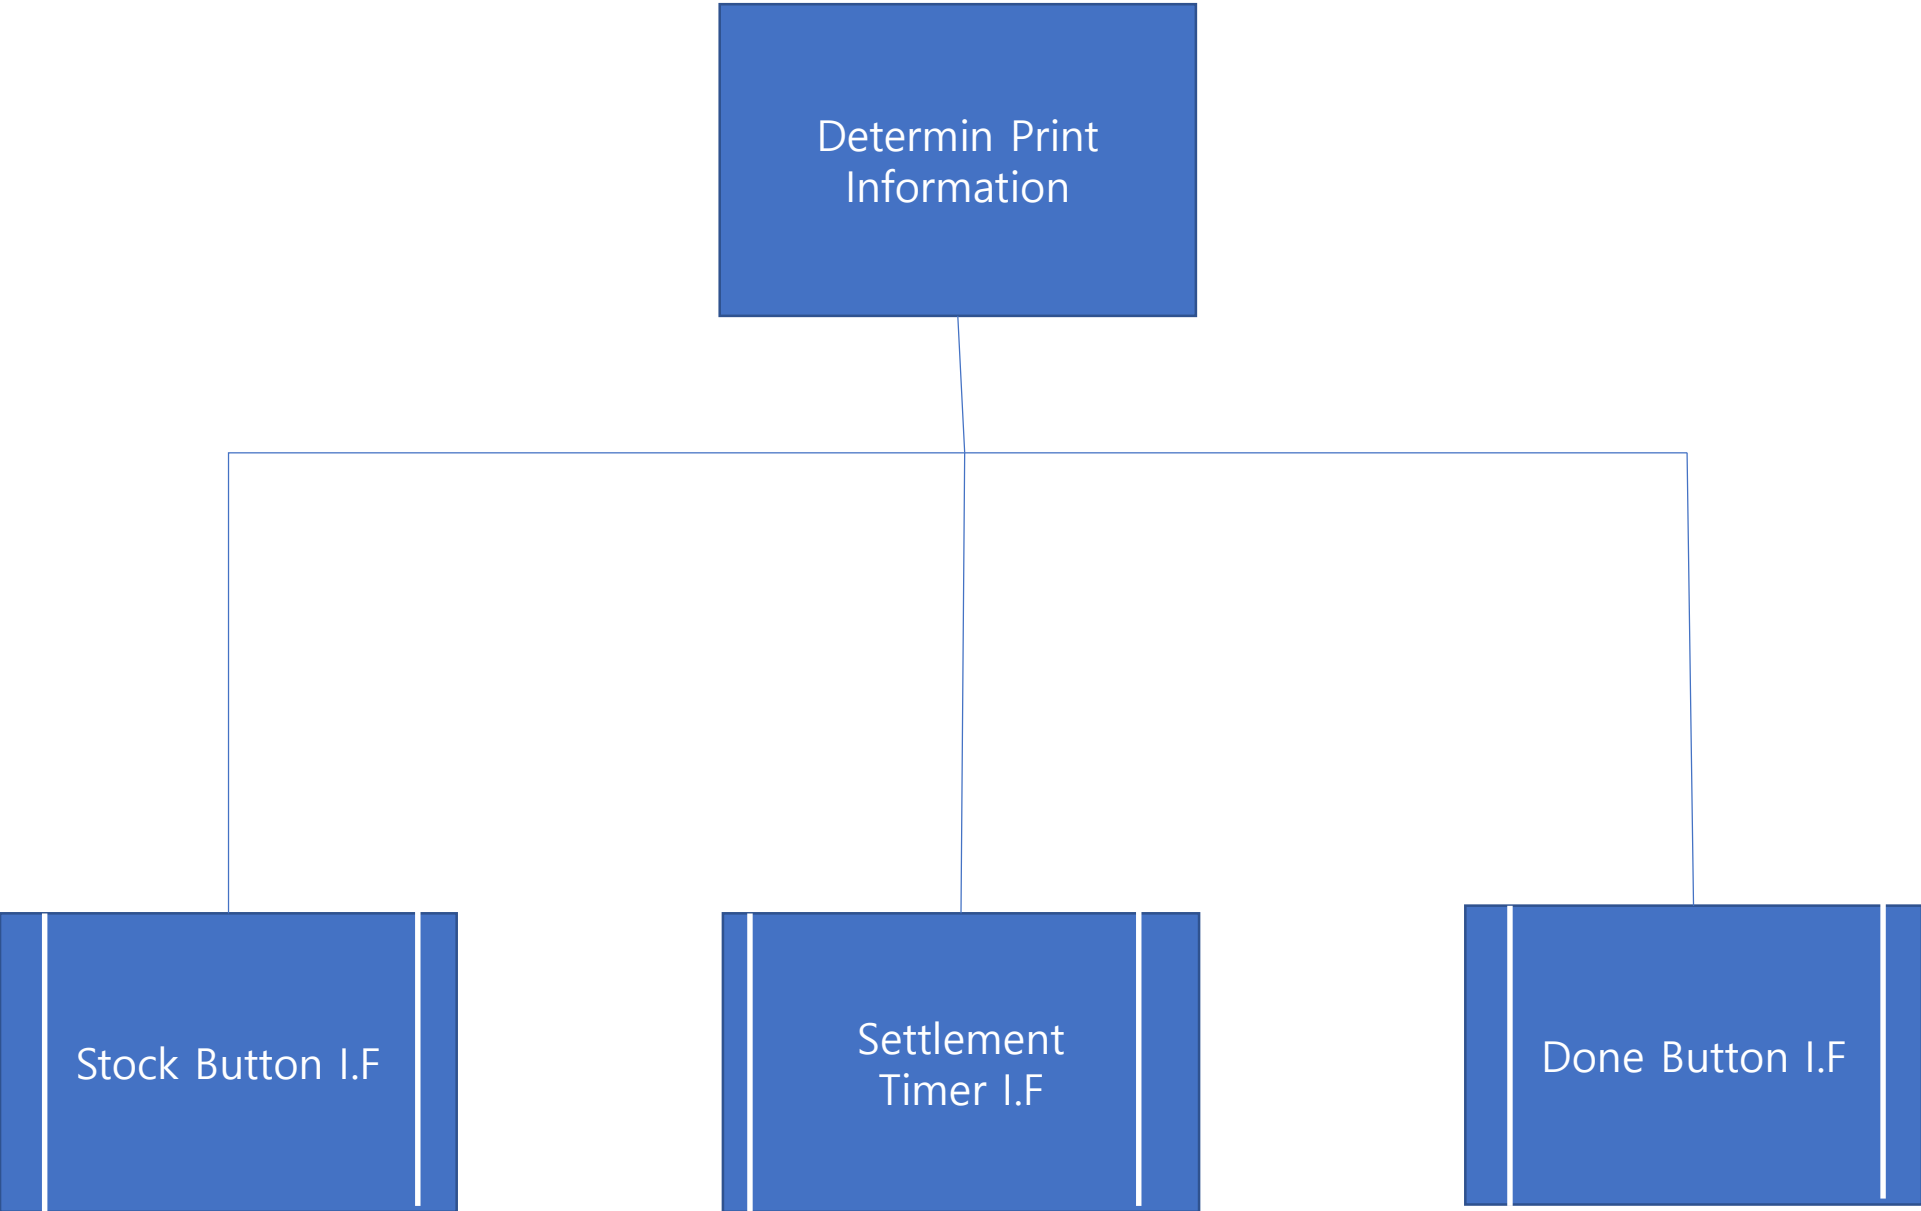 Determin Print
Information
Stock Button I.F
Settlement
Timer I.F
Done Button I.F